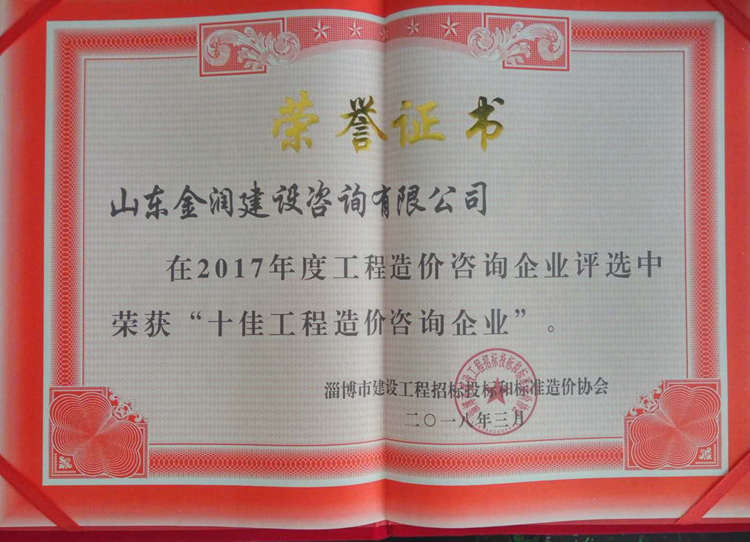 荣誉证书
山东金润建设咨询有限公司
在2017年度工程造价咨询企业评选中
荣获“十佳工程造价咨询企业”。
淄博市建设工程招标投标和标准造价协会
二〇一八年三月